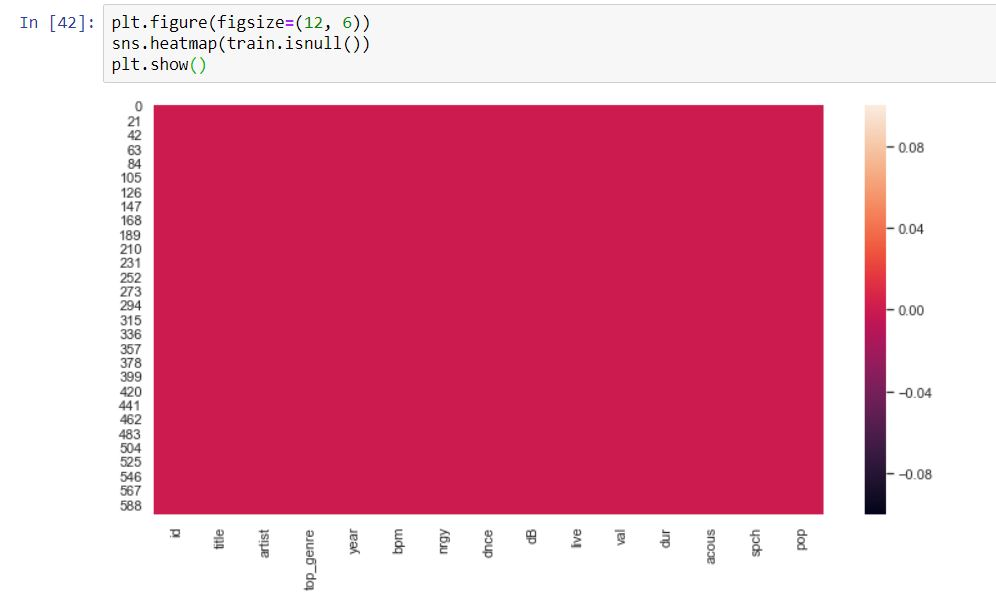 In [42]:
plt.figure(figsize=(12, 6))
sns.heatmap(train.isnull())
plt.show()
0
21
42
63
84
105
126
147
168
189
210
231
252
273
294
315
336
357
378
399
420
441
462
483
504
525
546
567
588
0.08
0.04
0.00
−0.04
−0.08
id
title
artist
top_genre
year
bpm
nrgy
dnce
dB
live
val
dur
acous
spch
pop